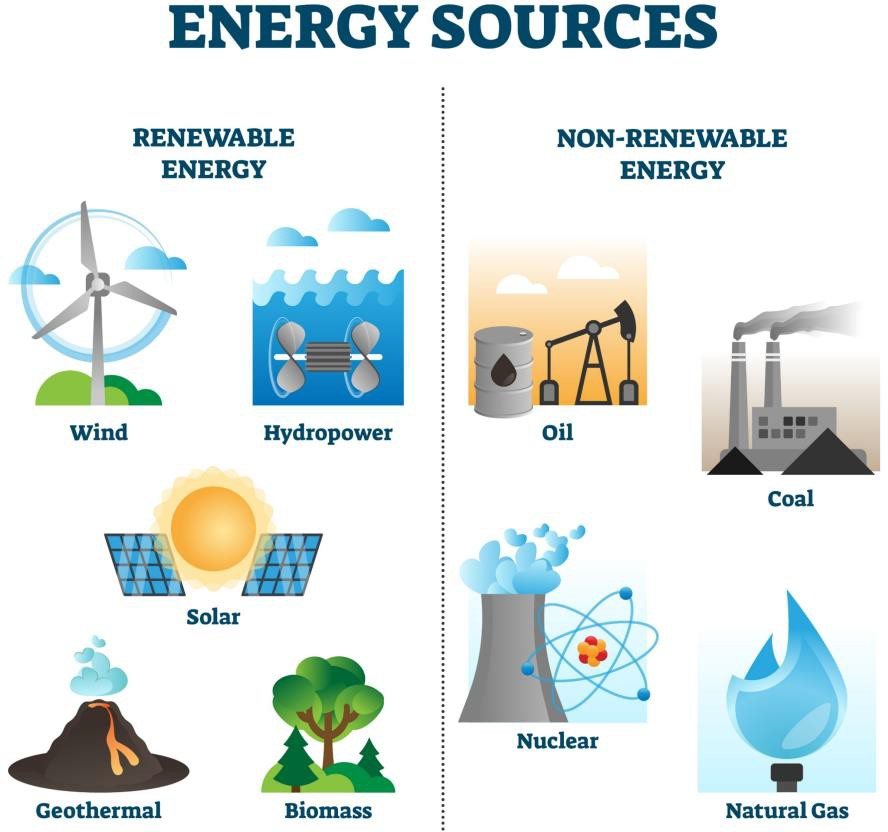 ENERGY SOURCES
RENEWABLE
ENERGY
Wind
Hydropower
Solar
Geothermal
Biomass
NON-RENEWABLE
ENERGY
Oil
Coal
Nuclear
Natural Gas